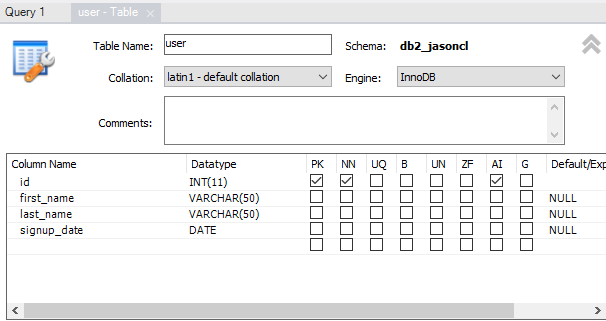 Query 1 user - Table
Table Name: user Schema: db2_jasoncl
Collation: latin1 - default collation Engine: InnoDB
Comments:
Column Name Datatype PK NN UQ B UN ZF AI G Default/Exp
id INT(11)
first_name VARCHAR(50) NULL
last_name VARCHAR(50) NULL
signup_date DATE NULL